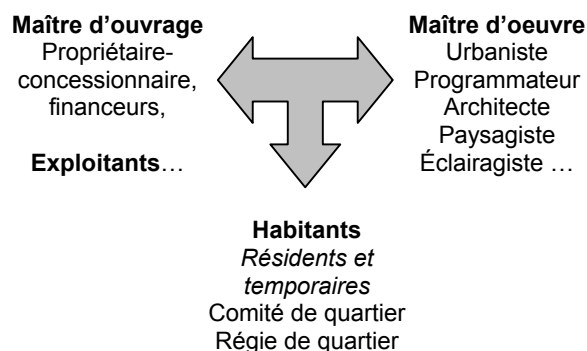 Maître d'ouvrage
Propriétaire-
concessionnaire,
financeurs,
Exploitants…
Maître d'oeuvre
Urbaniste
Programmateur
Architecte
Paysagiste
Éclairagiste …
Habitants
Résidents et
temporaires
Comité de quartier
Régie de quartier